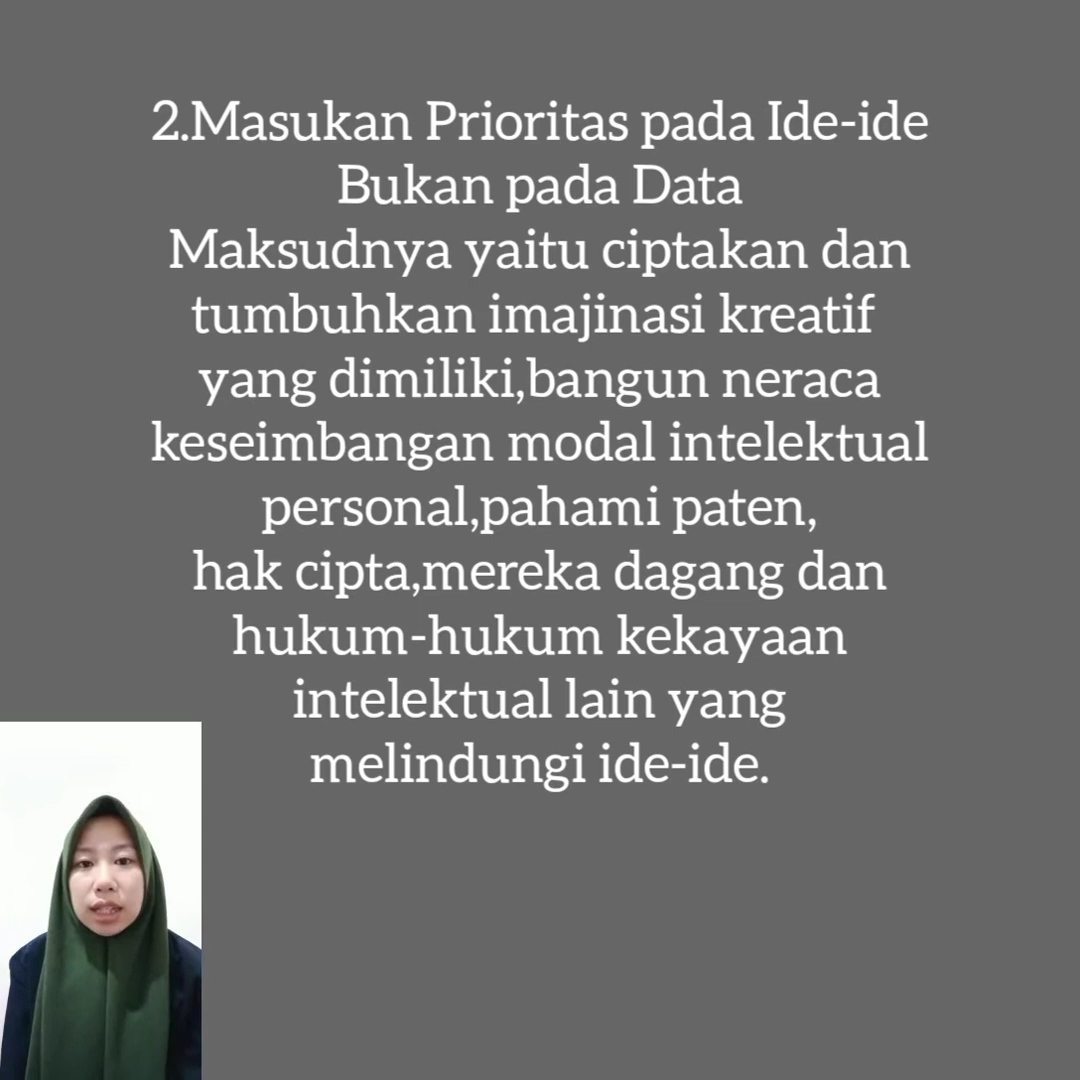 2.Masukan Prioritas pada Ide-ide
Bukan pada Data
Maksudnya yaitu ciptakan dan
tumbuhkan imajinasi kreatif
yang dimiliki,bangun neraca
keseimbangan modal intelektual
personal,pahami paten,
hak cipta,mereka dagang dan
hukum-hukum kekayaan
intelektual lain yang
melindungi ide-ide.